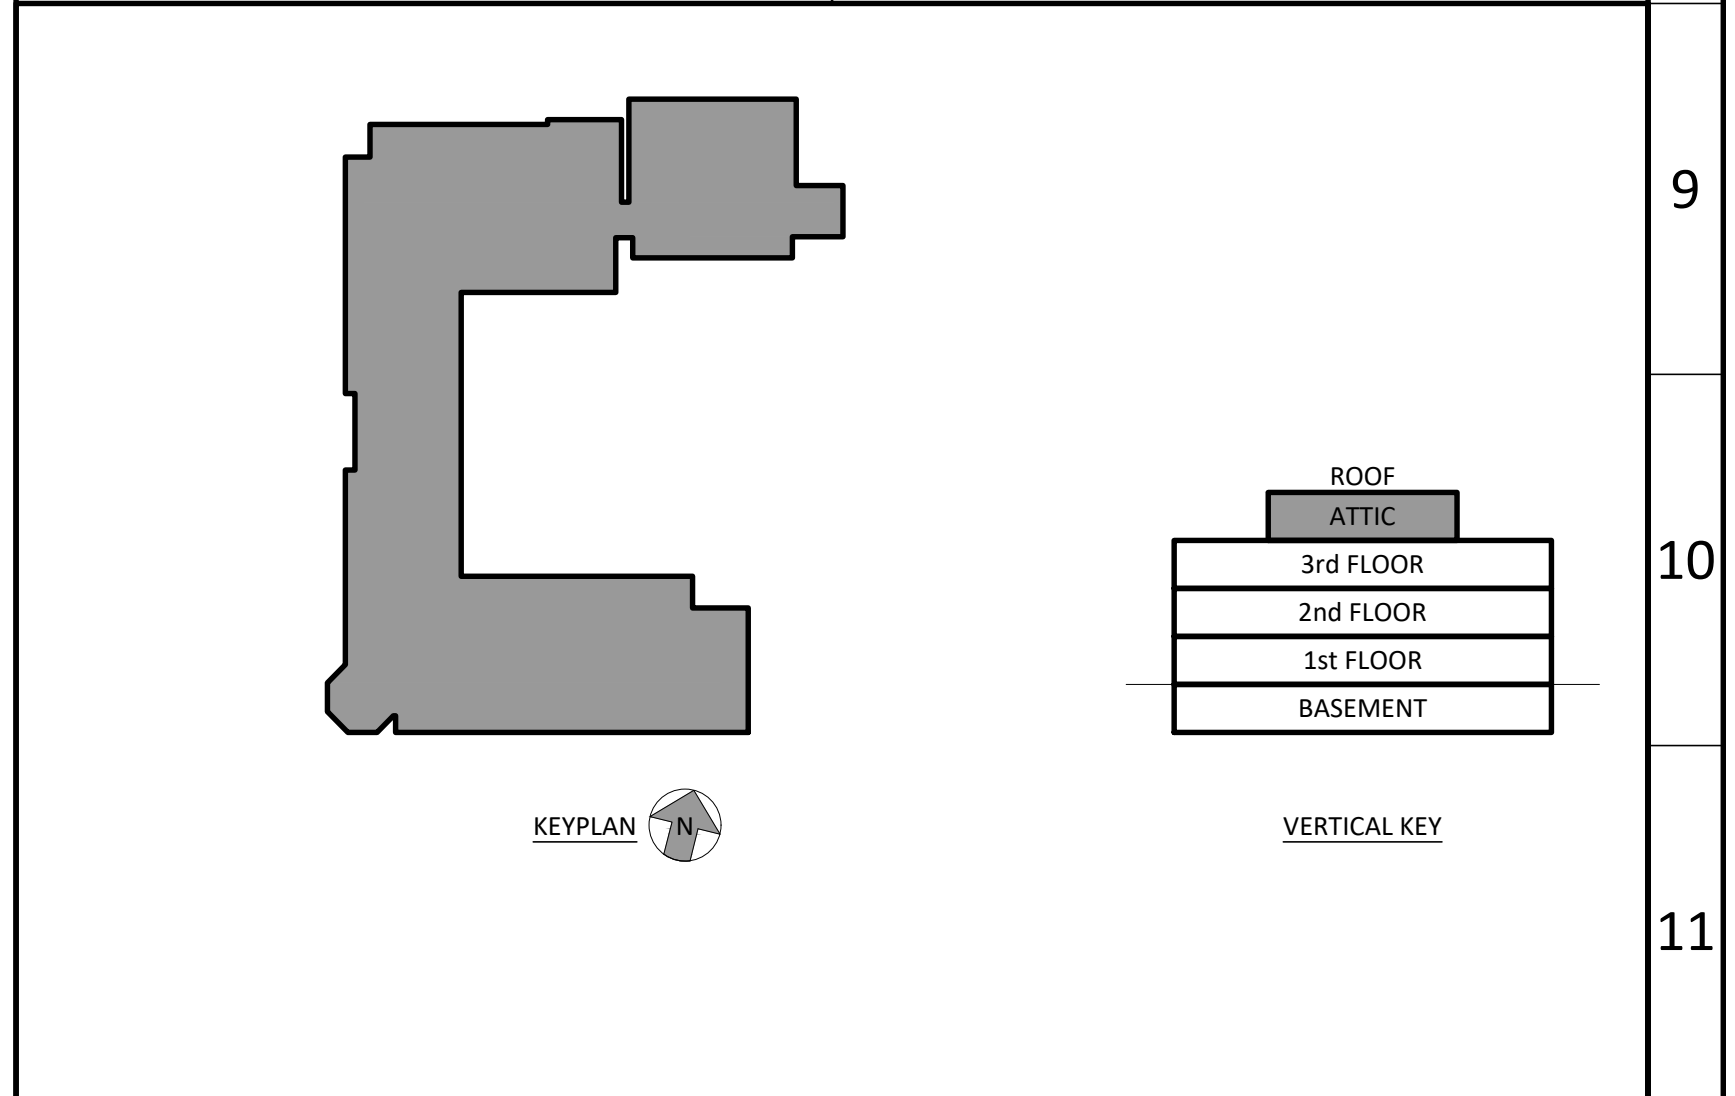 9
ROOF
ATTIC
3rd FLOOR
10
2nd FLOOR
1st FLOOR
BASEMENT
KEYPLAN N
VERTICAL KEY
11